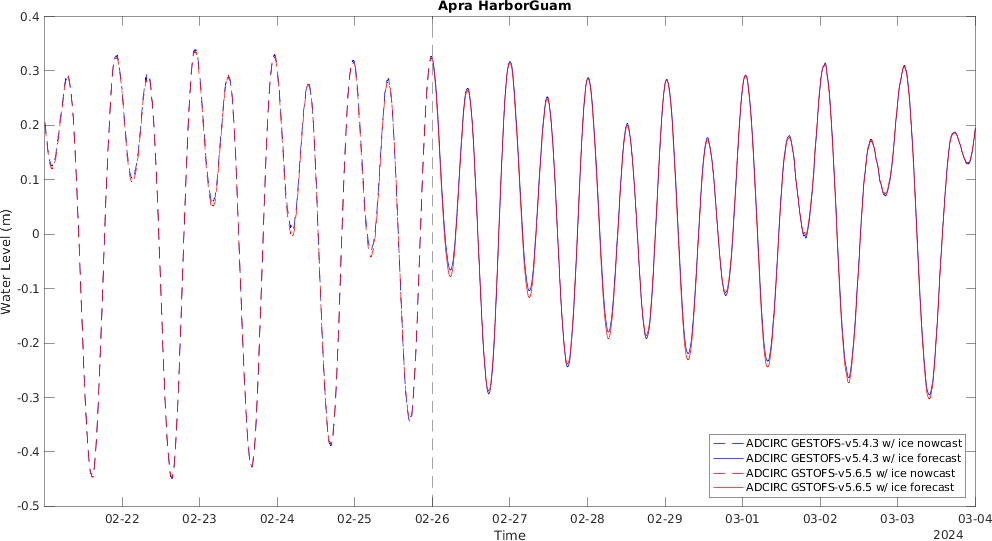 Apra HarborGuam
0.4
0.3
0.2
0.1
0
-0.1
-0.2
-0.3
-0.4
-0.5
Water Level (m)
ADCIRC GESTOFS-v5.4.3 w/ ice nowcast
ADCIRC GESTOFS-v5.4.3 w/ ice forecast
ADCIRC GSTOFS-v5.6.5 w/ ice nowcast
ADCIRC GSTOFS-v5.6.5 w/ ice forecast
02-22 02-23 02-24 02-25 02-26 02-27 02-28 02-29 03-01 03-02 03-03 03-04
Time
2024